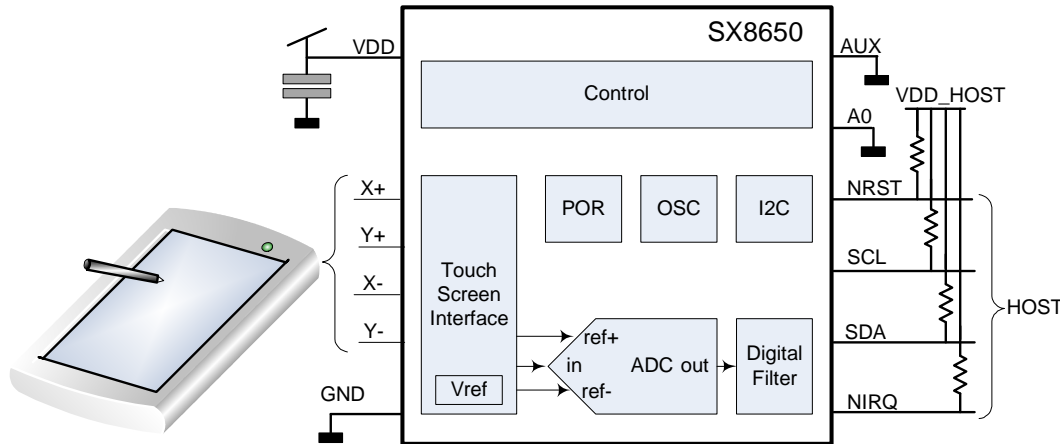 SX8650
VDD
AUX
Control
VDD_HOST
A0
X+
NRST
POR
OSC
I2C
Y+
Touch
Screen
Interface
SCL
X-
HOST
Y-
ref+
SDA
in
ADC out
Digital
Filter
Vref
ref-
GND
NIRQ